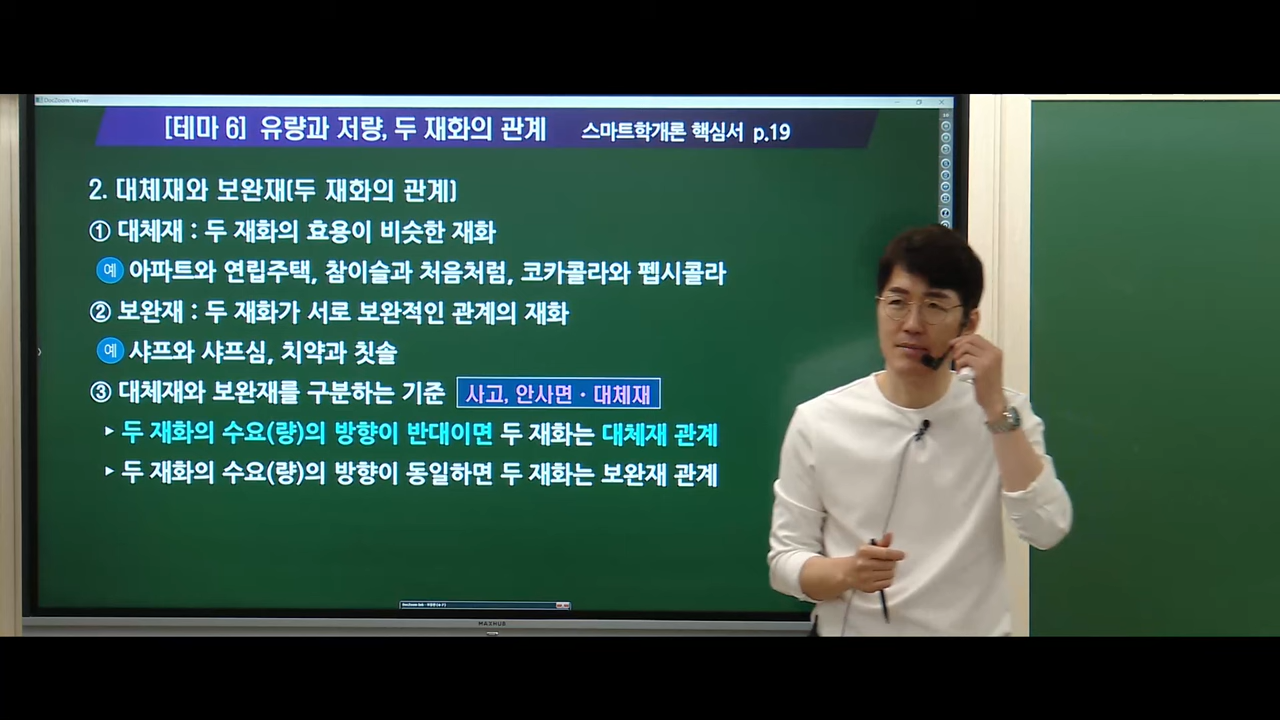 DocZoom Viewer
[테마 6] 유량과 저량, 두 재화의 관계 스마트학개론 핵심서 p.19
2. 대체재와 보완재(두 재화의 관계)
① 대체재 : 두 재화의 효용이 비슷한 재화
예 아파트와 연립주택, 참이슬과 처음처럼, 코카콜라와 펩시콜라
② 보완재 : 두 재화가 서로 보완적인 관계의 재화
예 샤프와 샤프심, 치약과 칫솔
③ 대체재와 보완재를 구분하는 기준 사고, 안사면 · 대체재
▸ 두 재화의 수요(량)의 방향이 반대이면 두 재화는 대체재 관계
▸ 두 재화의 수요(량)의 방향이 동일하면 두 재화는 보완재 관계
MAXHUB